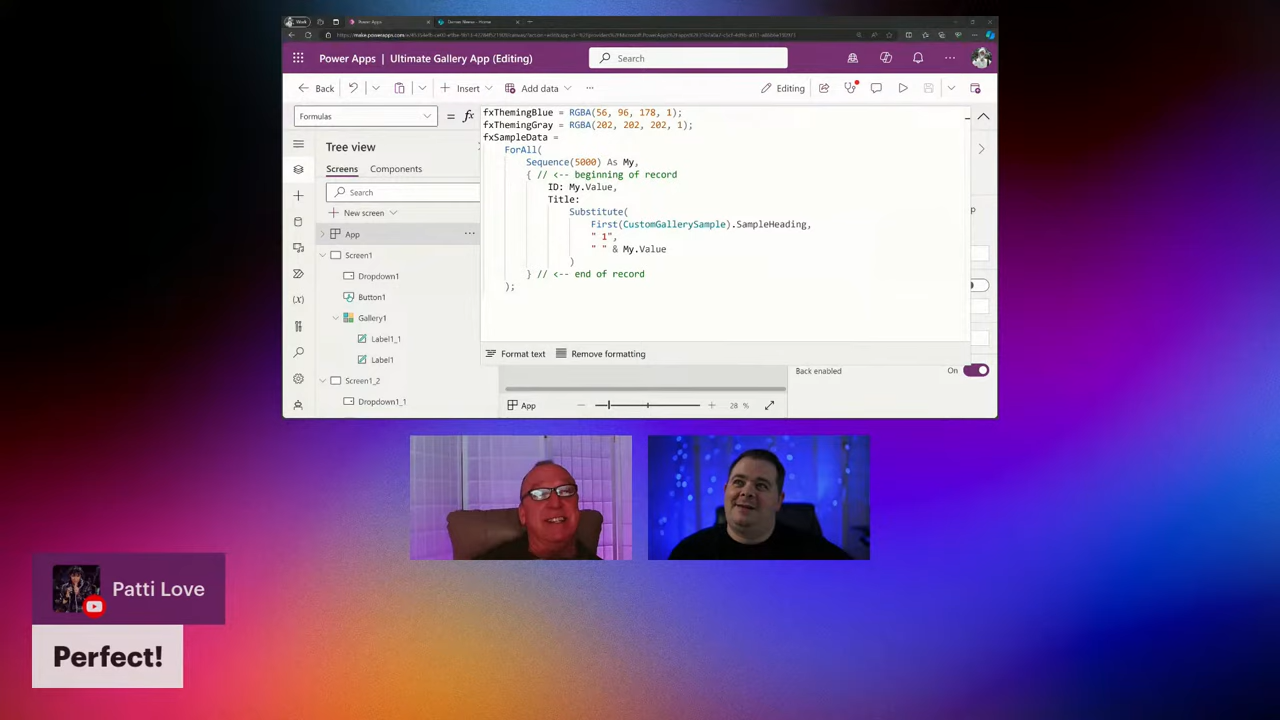 Work
Power Apps
Power Apps | Ultimate Gallery App (Editing)
Search
Back
Insert
Add data
Editing
Formulas
= fx
fxThemingBlue = RGBA(56, 96, 178, 1);
fxThemingGray = RGBA(202, 202, 202, 1);
fxSampleData =
ForAll(
Sequence(5000) As My,
{ // <-- beginning of record
ID: My.Value,
Title:
Substitute(
First(CustomGallerySample).SampleHeading,
" 1",
" " & My.Value
)
} // <-- end of record
);
Tree view
Screens
Components
Search
New screen
App
Screen1
Dropdown1
Button1
Gallery1
Label1_1
Label1
Screen1_2
Dropdown1_1
Format text
Remove formatting
Back enabled
On
App
28 %
Patti Love
Perfect!